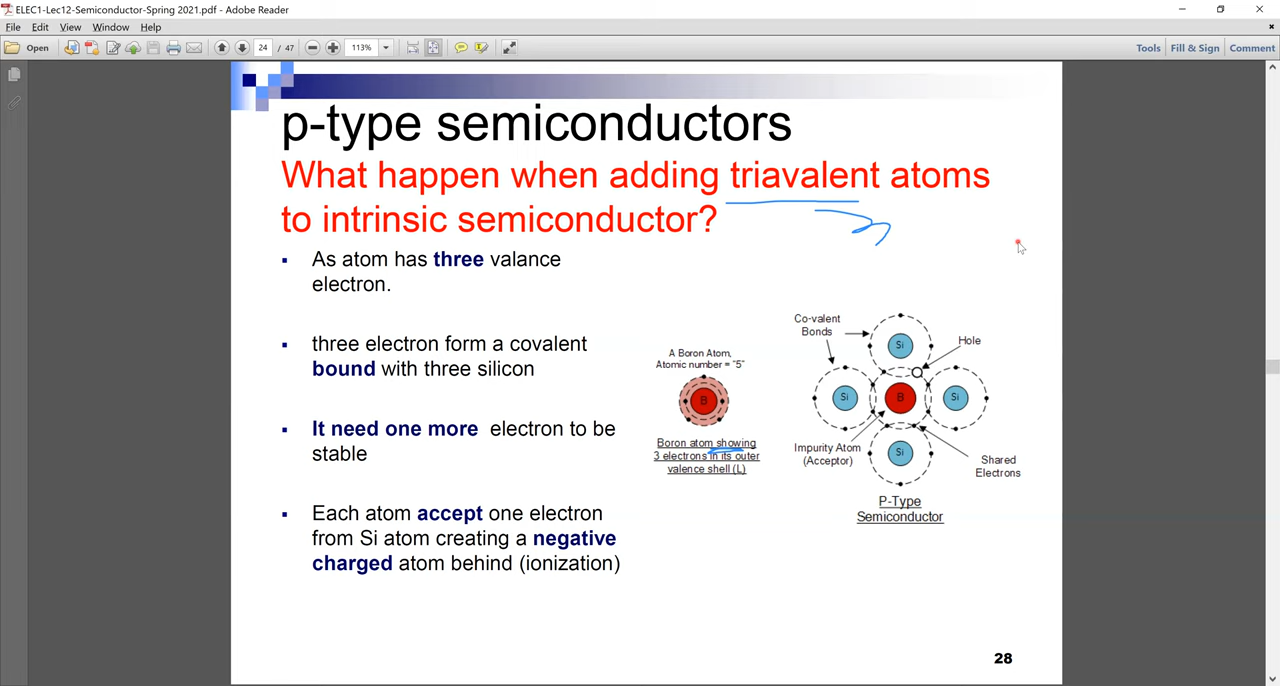 ELEC1-Lec12-Semiconductor-Spring 2021.pdf - Adobe Reader
File Edit View Window Help
Open 24 / 47 113% Tools Fill & Sign Comment
p-type semiconductors
What happen when adding triavalent atoms
to intrinsic semiconductor?
▪ As atom has three valance
electron.
▪ three electron form a covalent
bound with three silicon
▪ It need one more electron to be
stable
▪ Each atom accept one electron
from Si atom creating a negative
charged atom behind (ionization)
A Boron Atom,
Atomic number = "5"
B
Boron atom showing
3 electrons in its outer
valence shell (L)
Co-valent
Bonds
Si
Hole
Si
B
Si
Impurity Atom
(Acceptor)
Si
Shared
Electrons
P-Type
Semiconductor
28